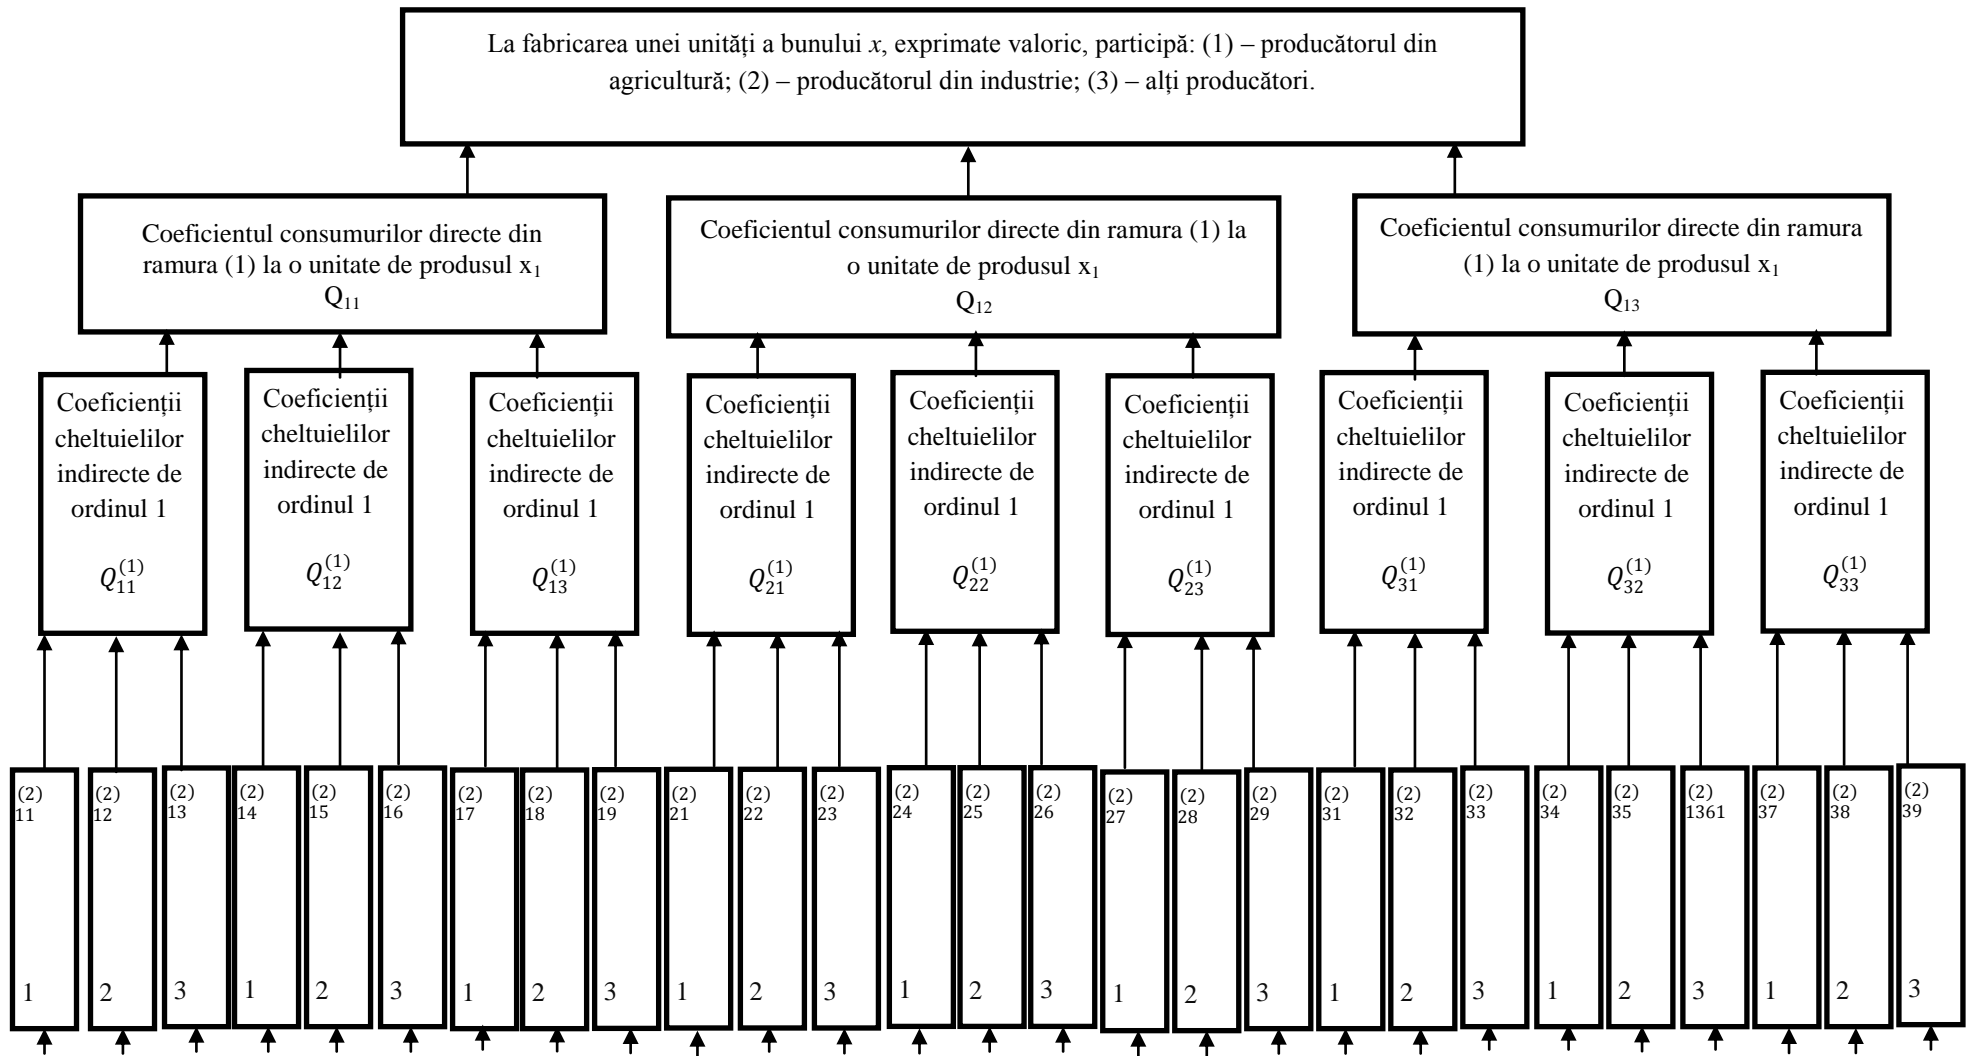 La fabricarea unei unități a bunului x, exprimate valoric, participă: (1) – producătorul din
agricultură; (2) – producătorul din industrie; (3) – alți producători.
Coeficientul consumurilor directe din
ramura (1) la o unitate de produsul x₁
Q₁₁
Coeficientul consumurilor directe din ramura (1) la
o unitate de produsul x₁
Q₁₂
Coeficientul consumurilor directe din ramura
(1) la o unitate de produsul x₁
Q₁₃
Coeficienții
cheltuielilor
indirecte de
ordinul 1
Q₁₁⁽¹⁾
Coeficienții
cheltuielilor
indirecte de
ordinul 1
Q₁₂⁽¹⁾
Coeficienții
cheltuielilor
indirecte de
ordinul 1
Q₁₃⁽¹⁾
Coeficienții
cheltuielilor
indirecte de
ordinul 1
Q₂₁⁽¹⁾
Coeficienții
cheltuielilor
indirecte de
ordinul 1
Q₂₂⁽¹⁾
Coeficienții
cheltuielilor
indirecte de
ordinul 1
Q₂₃⁽¹⁾
Coeficienții
cheltuielilor
indirecte de
ordinul 1
Q₃₁⁽¹⁾
Coeficienții
cheltuielilor
indirecte de
ordinul 1
Q₃₂⁽¹⁾
Coeficienții
cheltuielilor
indirecte de
ordinul 1
Q₃₃⁽¹⁾
(2)
11
1
(2)
12
2
(2)
13
3
(2)
14
1
(2)
15
2
(2)
16
3
(2)
17
1
(2)
18
2
(2)
19
3
(2)
21
1
(2)
22
2
(2)
23
3
(2)
24
1
(2)
25
2
(2)
26
3
(2)
27
1
(2)
28
2
(2)
29
3
(2)
31
1
(2)
32
2
(2)
33
3
(2)
34
1
(2)
35
2
(2)
1361
3
(2)
37
1
(2)
38
2
(2)
39
3